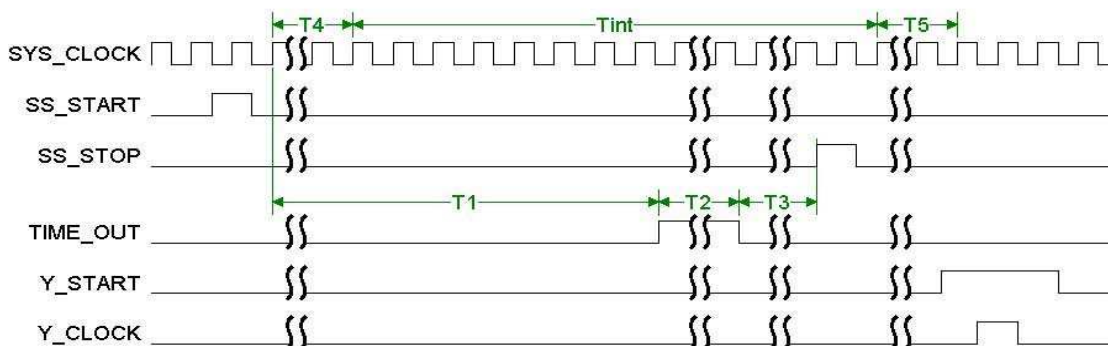 T4 Tint T5
SYS_CLOCK
SS_START
SS_STOP
T1 T2 T3
TIME_OUT
Y_START
Y_CLOCK